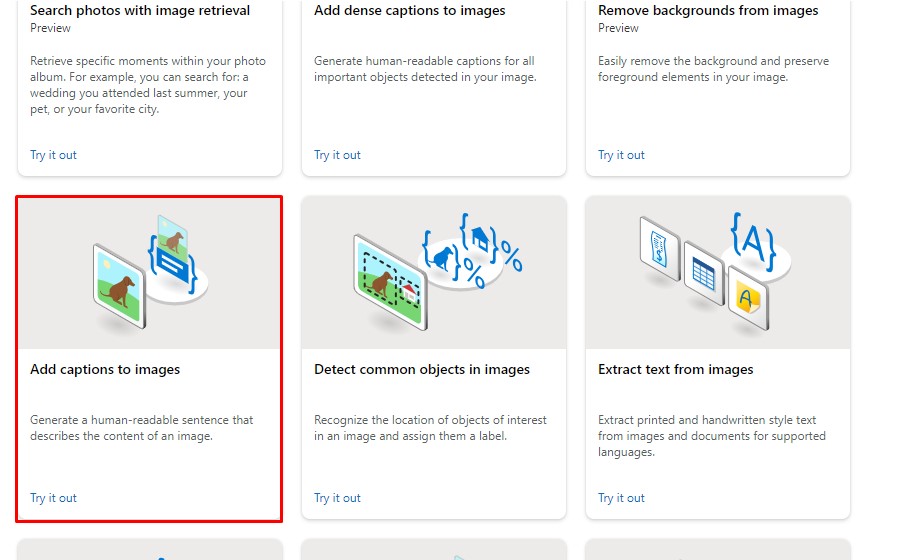 Search photos with image retrieval
Preview
Retrieve specific moments within your photo
album. For example, you can search for: a
wedding you attended last summer, your
pet, or your favorite city.
Try it out
Add dense captions to images
Generate human-readable captions for all
important objects detected in your image.
Try it out
Remove backgrounds from images
Preview
Easily remove the background and preserve
foreground elements in your image.
Try it out
Add captions to images
Generate a human-readable sentence that
describes the content of an image.
Try it out
{ } % { } %
Detect common objects in images
Recognize the location of objects of interest
in an image and assign them a label.
Try it out
{A}
A
Extract text from images
Extract printed and handwritten style text
from images and documents for supported
languages.
Try it out